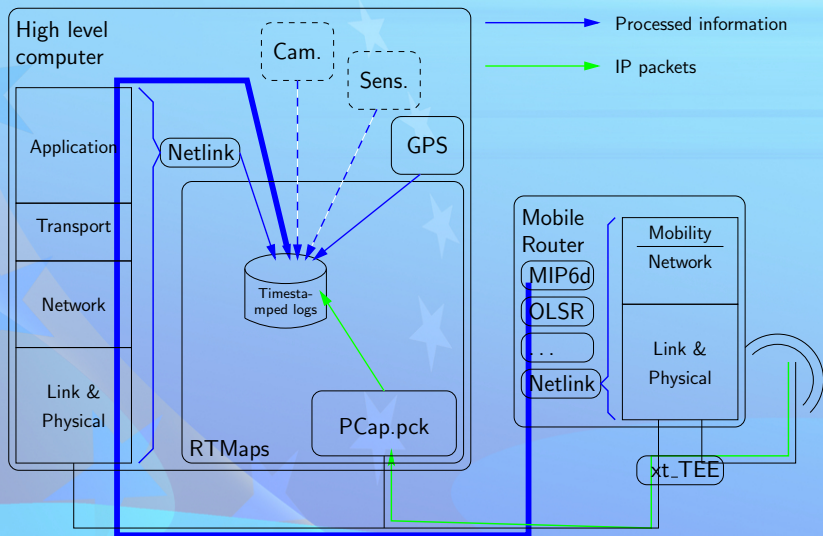 High level
computer
Cam.
Sens.
GPS
Processed information
IP packets
Application
Transport
Network
Link &
Physical
Netlink
Timesta-
mped logs
PCap.pck
RTMaps
Mobile
Router
MIP6d
OLSR
...
Netlink
Mobility
Network
Link &
Physical
xt_TEE